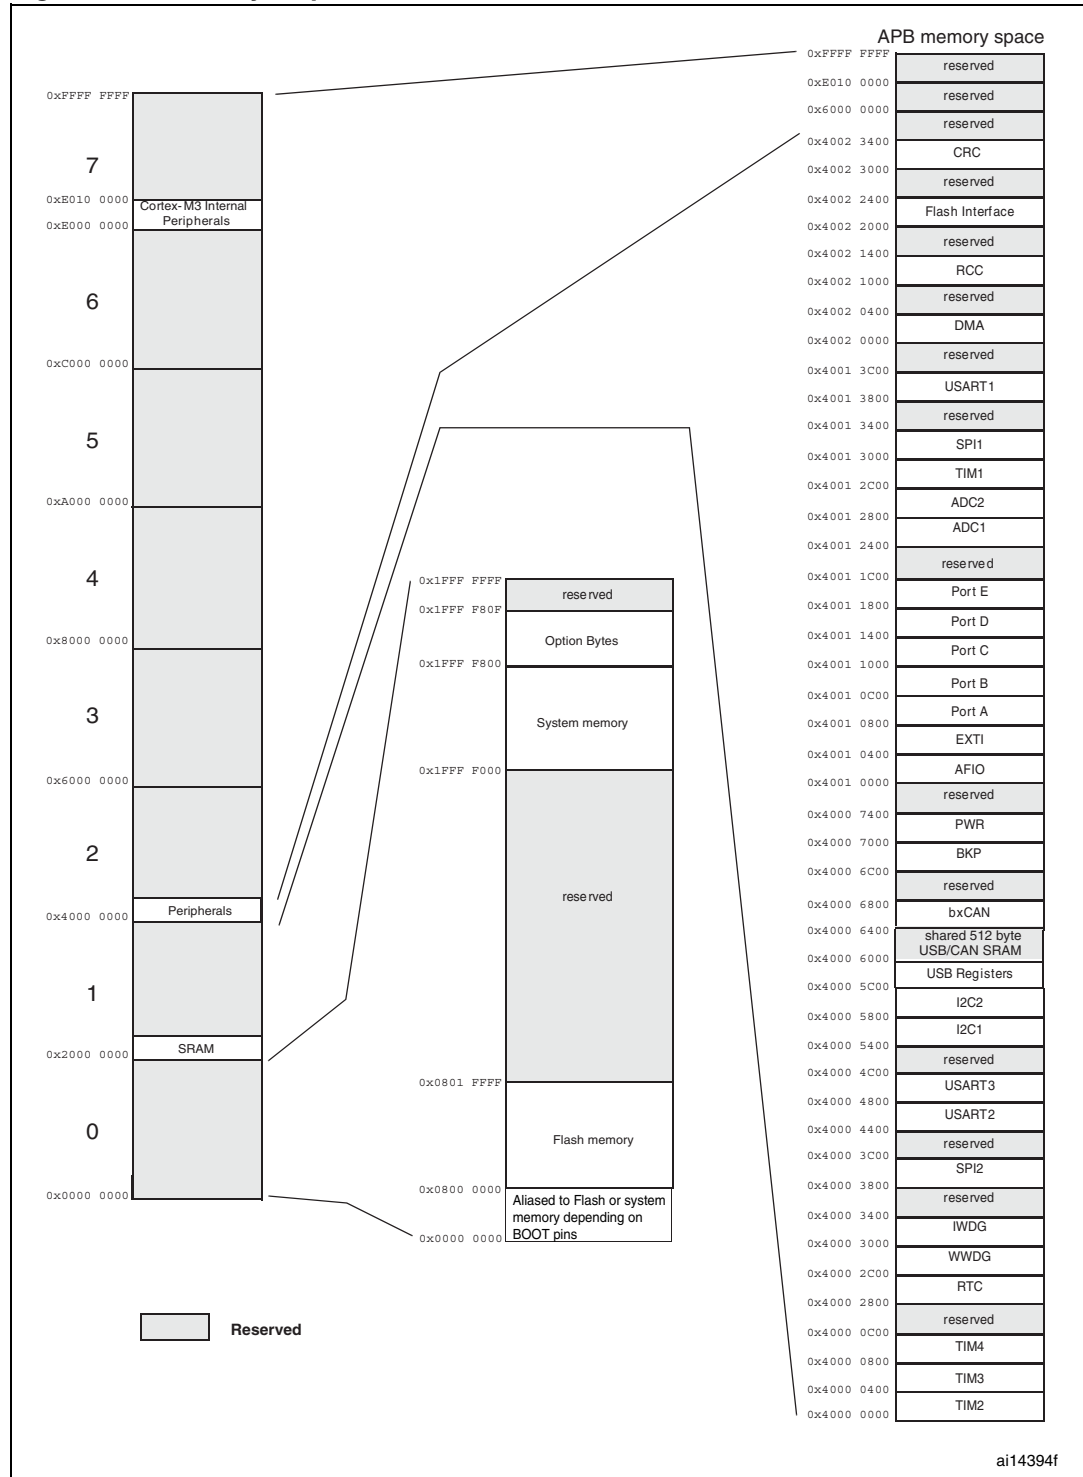 APB memory space
0xFFFF FFFF
7
0xE010 0000
Cortex-M3 Internal
Peripherals
0xE000 0000
6
0xC000 0000
5
0xA000 0000
4
0x8000 0000
3
0x6000 0000
2
Peripherals
0x4000 0000
1
SRAM
0x2000 0000
0
0x0000 0000
Reserved
0x1FFF FFFF
reserved
0x1FFF F80F
Option Bytes
0x1FFF F800
System memory
0x1FFF F000
reserved
0x0801 FFFF
Flash memory
0x0800 0000
Aliased to Flash or system
memory depending on
BOOT pins
0x0000 0000
0xFFFF FFFF
reserved
0xE010 0000
reserved
0x6000 0000
reserved
0x4002 3400
CRC
0x4002 3000
reserved
0x4002 2400
Flash Interface
0x4002 2000
reserved
0x4002 1400
RCC
0x4002 1000
reserved
0x4002 0400
DMA
0x4002 0000
reserved
0x4001 3C00
USART1
0x4001 3800
reserved
0x4001 3400
SPI1
0x4001 3000
TIM1
0x4001 2C00
ADC2
0x4001 2800
ADC1
0x4001 2400
reserved
0x4001 1C00
Port E
0x4001 1800
Port D
0x4001 1400
Port C
0x4001 1000
Port B
0x4001 0C00
Port A
0x4001 0800
EXTI
0x4001 0400
AFIO
0x4001 0000
reserved
0x4000 7400
PWR
0x4000 7000
BKP
0x4000 6C00
reserved
0x4000 6800
bxCAN
0x4000 6400
shared 512 byte
USB/CAN SRAM
0x4000 6000
USB Registers
0x4000 5C00
I2C2
0x4000 5800
I2C1
0x4000 5400
reserved
0x4000 4C00
USART3
0x4000 4800
USART2
0x4000 4400
reserved
0x4000 3C00
SPI2
0x4000 3800
reserved
0x4000 3400
IWDG
0x4000 3000
WWDG
0x4000 2C00
RTC
0x4000 2800
reserved
0x4000 0C00
TIM4
0x4000 0800
TIM3
0x4000 0400
TIM2
0x4000 0000
ai14394f